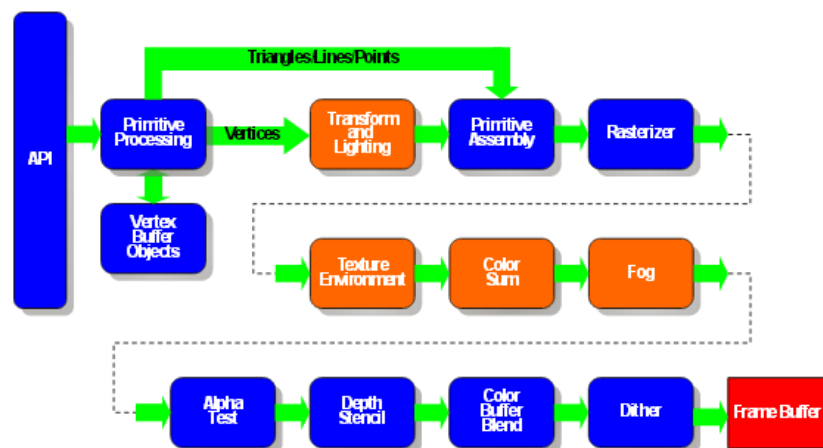 Triangles/Lines/Points
API
Primitive
Processing
Vertices
Transform
and
Lighting
Primitive
Assembly
Rasterizer
Vertex
Buffer
Objects
Texture
Environment
Color
Sum
Fog
Alpha
Test
Depth
Stencil
Color
Buffer
Blend
Dither
Frame Buffer